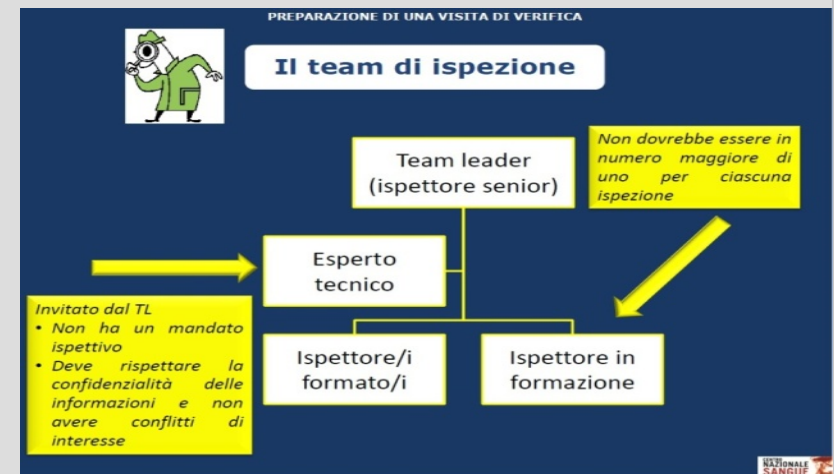 PREPARAZIONE DI UNA VISITA DI VERIFICA
Il team di ispezione
Team leader
(ispettore senior)
Non dovrebbe essere in
numero maggiore di
uno per ciascuna
ispezione
Esperto
tecnico
Invitato dal TL
• Non ha un mandato
ispettivo
• Deve rispettare la
confidenzialità delle
informazioni e non
avere conflitti di
interesse
Ispettore/i
formato/i
Ispettore in
formazione
CENTRO
NAZIONALE
SANGUE